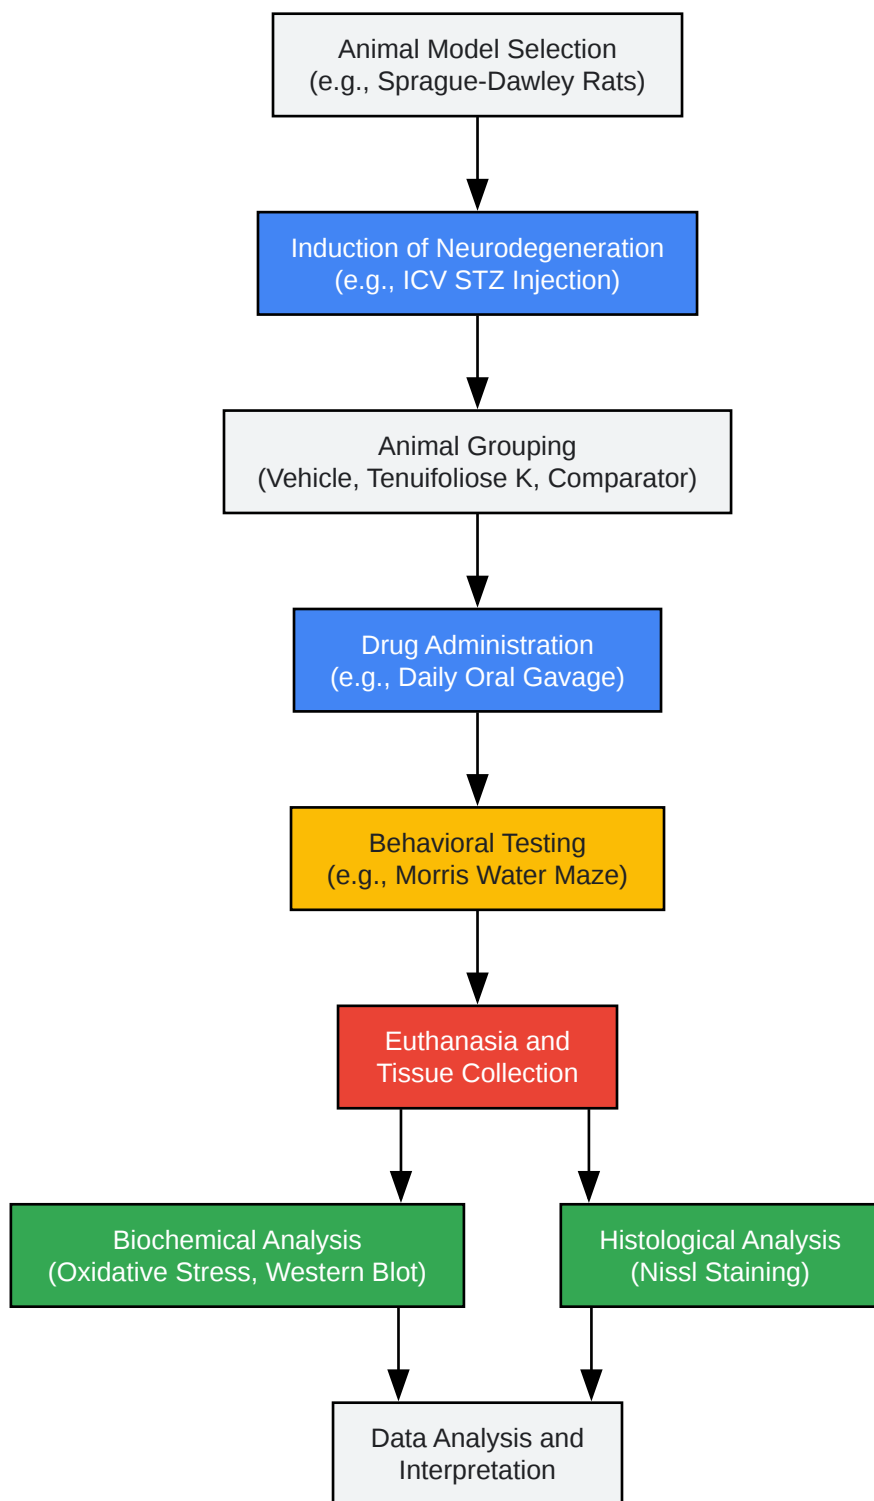 Animal Model Selection
(e.g., Sprague-Dawley Rats)
Induction of Neurodegeneration
(e.g., ICV STZ Injection)
Animal Grouping
(Vehicle, Tenuifoliose K, Comparator)
Drug Administration
(e.g., Daily Oral Gavage)
Behavioral Testing
(e.g., Morris Water Maze)
Euthanasia and
Tissue Collection
Biochemical Analysis
(Oxidative Stress, Western Blot)
Histological Analysis
(Nissl Staining)
Data Analysis and
Interpretation